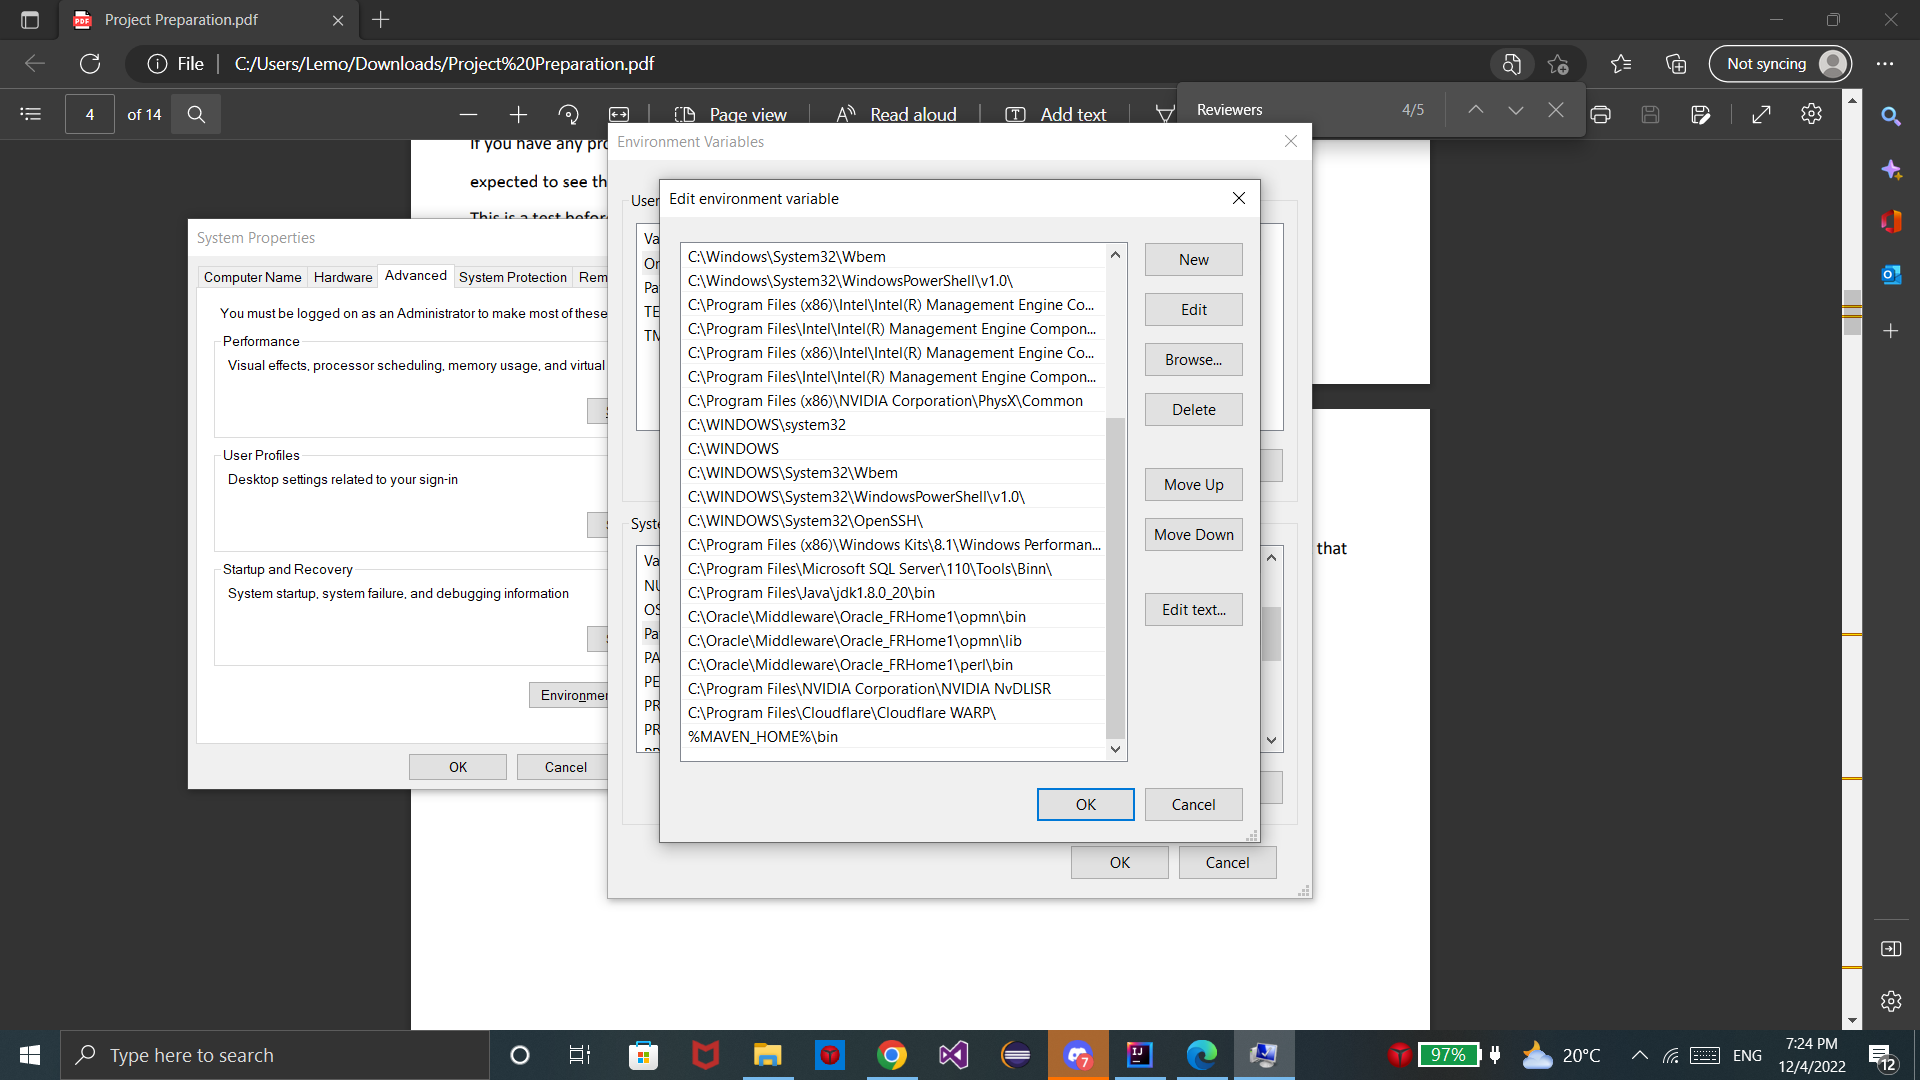 Project Preparation.pdf
File
C:/Users/Lemo/Downloads/Project%20Preparation.pdf
Not syncing
4
of 14
Page view
Read aloud
Add text
Reviewers
4/5
If you have any
expected to see
This is a test
that
System Properties
Computer Name
Hardware
Advanced
System Protection
Rem
You must be logged on as an Administrator to make most of these
Performance
Visual effects, processor scheduling, memory usage, and virtual
User Profiles
Desktop settings related to your sign-in
Startup and Recovery
System startup, system failure, and debugging information
Environmen
OK
Cancel
Environment Variables
User
Va
Or
Pa
TE
TM
Syste
Va
NU
OS
Pa
PA
PE
PR
PR
OK
Cancel
Edit environment variable
C:\Windows\System32\Wbem
C:\Windows\System32\WindowsPowerShell\v1.0\
C:\Program Files (x86)\Intel\Intel(R) Management Engine Co...
C:\Program Files\Intel\Intel(R) Management Engine Compon...
C:\Program Files (x86)\Intel\Intel(R) Management Engine Co...
C:\Program Files\Intel\Intel(R) Management Engine Compon...
C:\Program Files (x86)\NVIDIA Corporation\PhysX\Common
C:\WINDOWS\system32
C:\WINDOWS
C:\WINDOWS\System32\Wbem
C:\WINDOWS\System32\WindowsPowerShell\v1.0\
C:\WINDOWS\System32\OpenSSH\
C:\Program Files (x86)\Windows Kits\8.1\Windows Performan...
C:\Program Files\Microsoft SQL Server\110\Tools\Binn\
C:\Program Files\Java\jdk1.8.0_20\bin
C:\Oracle\Middleware\Oracle_FRHome1\opmn\bin
C:\Oracle\Middleware\Oracle_FRHome1\opmn\lib
C:\Oracle\Middleware\Oracle_FRHome1\perl\bin
C:\Program Files\NVIDIA Corporation\NVIDIA NvDLISR
C:\Program Files\Cloudflare\Cloudflare WARP\
%MAVEN_HOME%\bin
New
Edit
Browse...
Delete
Move Up
Move Down
Edit text...
OK
Cancel
Type here to search
7
97%
20°C
ENG
7:24 PM
12/4/2022
12